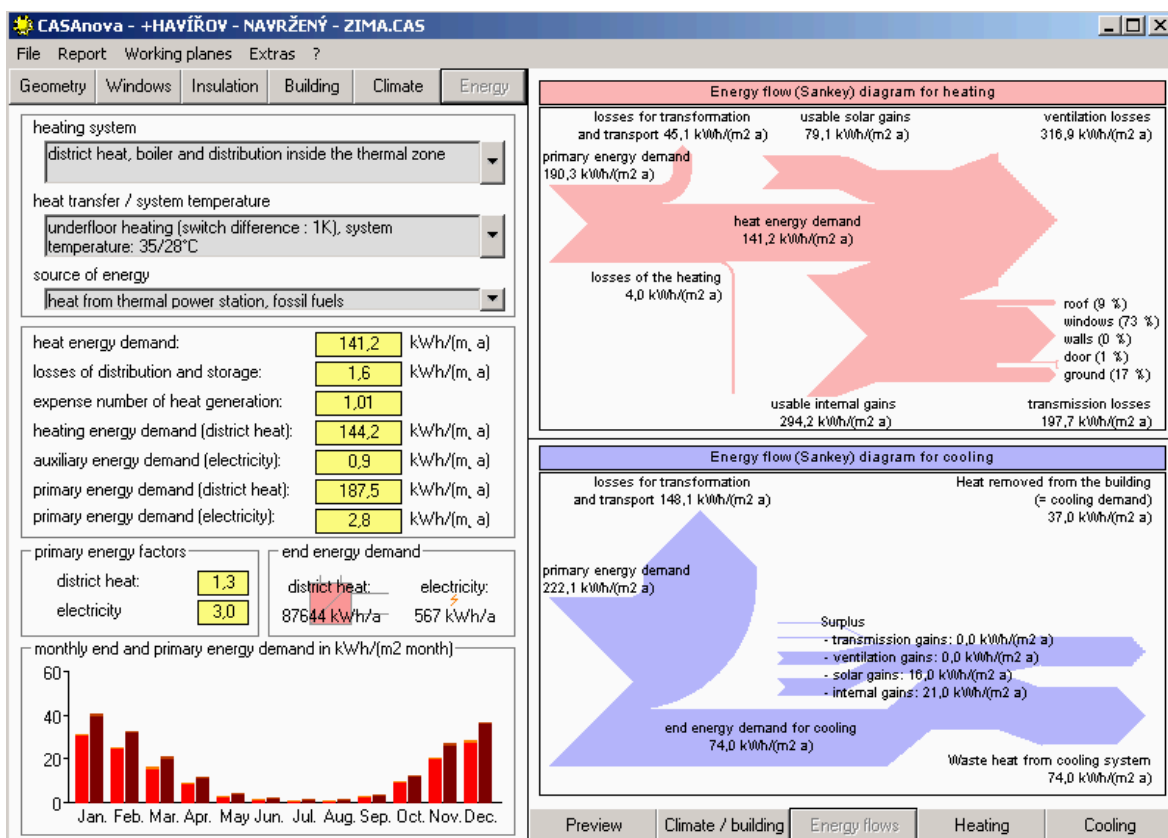 CASAnova - +HAVÍŘOV - NAVRŽENÝ - ZIMA.CAS
File Report Working planes Extras ?
Geometry Windows Insulation Building Climate Energy
heating system
district heat, boiler and distribution inside the thermal zone
heat transfer / system temperature
underfloor heating (switch difference : 1K), system
temperature: 35/28°C
source of energy
heat from thermal power station, fossil fuels
heat energy demand: 141,2 kWh/(m, a)
losses of distribution and storage: 1,6 kWh/(m, a)
expense number of heat generation: 1,01
heating energy demand (district heat): 144,2 kWh/(m, a)
auxiliary energy demand (electricity): 0,9 kWh/(m, a)
primary energy demand (district heat): 187,5 kWh/(m, a)
primary energy demand (electricity): 2,8 kWh/(m, a)
primary energy factors
district heat: 1,3
electricity 3,0
end energy demand
district heat: electricity:
87644 kWh/a 567 kWh/a
monthly end and primary energy demand in kWh/(m2 month)
60
40
20
0
Jan. Feb. Mar. Apr. May Jun. Jul. Aug. Sep. Oct. Nov. Dec.
Energy flow (Sankey) diagram for heating
losses for transformation
and transport 45,1 kWh/(m2 a)
usable solar gains
79,1 kWh/(m2 a)
ventilation losses
316,9 kWh/(m2 a)
primary energy demand
190,3 kWh/(m2 a)
heat energy demand
141,2 kWh/(m2 a)
losses of the heating
4,0 kWh/(m2 a)
roof (9 %)
windows (73 %)
walls (0 %)
door (1 %)
ground (17 %)
usable internal gains
294,2 kWh/(m2 a)
transmission losses
197,7 kWh/(m2 a)
Energy flow (Sankey) diagram for cooling
losses for transformation
and transport 148,1 kWh/(m2 a)
Heat removed from the building
(= cooling demand)
37,0 kWh/(m2 a)
primary energy demand
222,1 kWh/(m2 a)
Surplus
- transmission gains: 0,0 kWh/(m2 a)
- ventilation gains: 0,0 kWh/(m2 a)
- solar gains: 16,0 kWh/(m2 a)
- internal gains: 21,0 kWh/(m2 a)
end energy demand for cooling
74,0 kWh/(m2 a)
Waste heat from cooling system
74,0 kWh/(m2 a)
Preview Climate / building Energy flows Heating Cooling